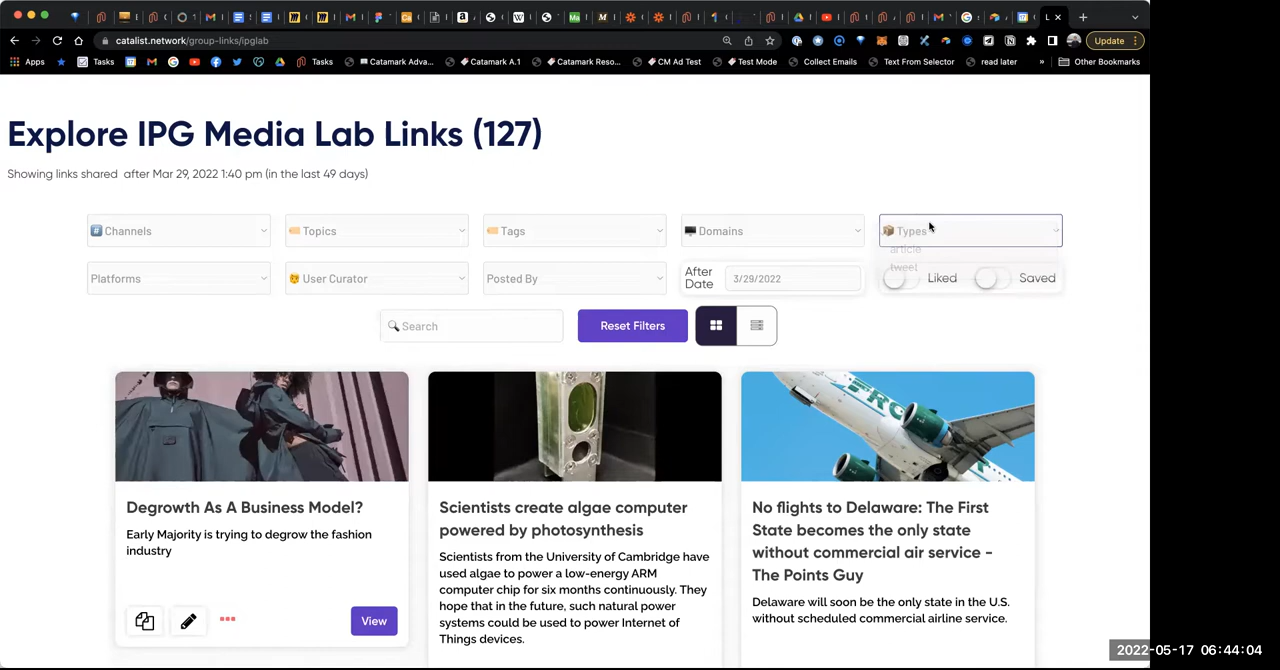 catalist.network/group-links/ipglab
Update
Apps
Tasks
Tasks
Catamark Adva...
Catamark A.1
Catamark Reso...
CM Ad Test
Test Mode
Collect Emails
Text From Selector
read later
»
Other Bookmarks
Explore IPG Media Lab Links (127)
Showing links shared after Mar 29, 2022 1:40 pm (in the last 49 days)
Channels
Topics
Tags
Domains
Types
article
tweet
Platforms
User Curator
Posted By
After Date
3/29/2022
Liked
Saved
Search
Reset Filters
Degrowth As A Business Model?
Early Majority is trying to degrow the fashion
industry
View
Scientists create algae computer
powered by photosynthesis
Scientists from the University of Cambridge have
used algae to power a low-energy ARM
computer chip for six months continuously. They
hope that in the future, such natural power
systems could be used to power Internet of
Things devices.
FRO
No flights to Delaware: The First
State becomes the only state
without commercial air service -
The Points Guy
Delaware will soon be the only state in the U.S.
without scheduled commercial airline service.
2022-05-17 06:44:04